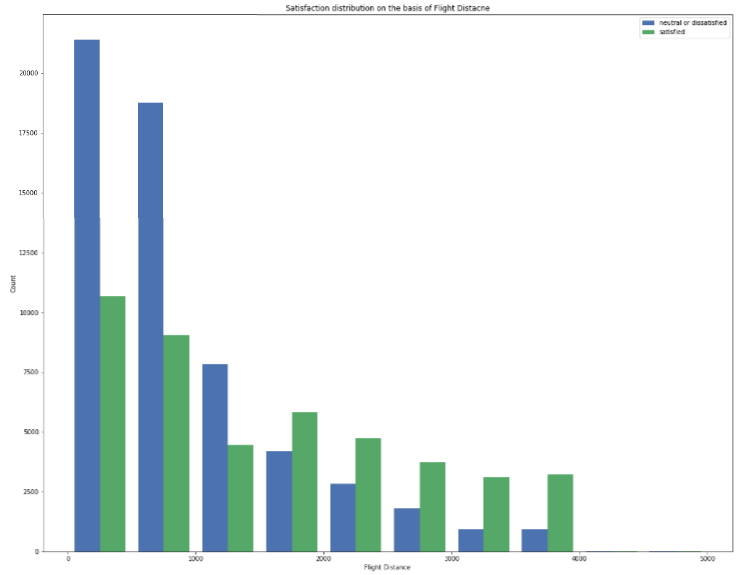 Satisfaction distribution on the basis of Flight Distacne
neutral or dissatisfied
satisfied
20000
17500
15000
12500
10000
7500
5000
2500
0
Count
0 1000 2000 3000 4000 5000
Flight Distance